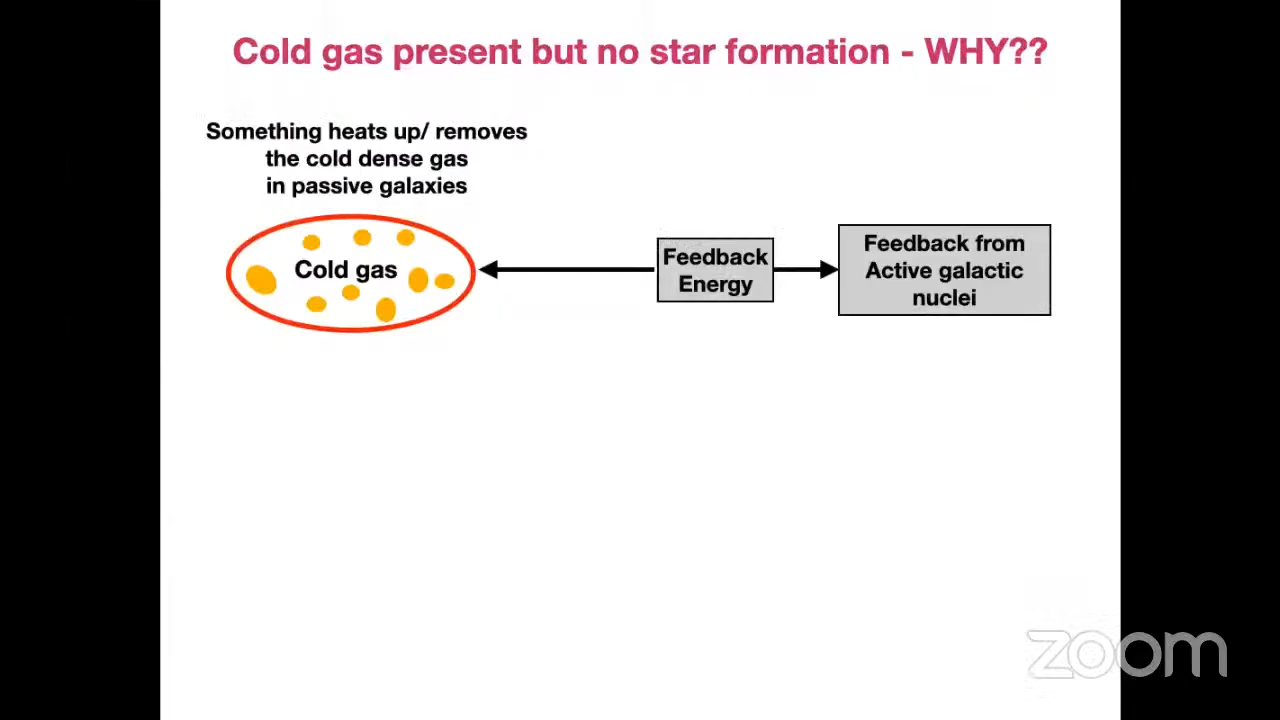 Cold gas present but no star formation - WHY??
Something heats up/ removes
the cold dense gas
in passive galaxies
Cold gas
Feedback
Energy
Feedback from
Active galactic
nuclei
zoom